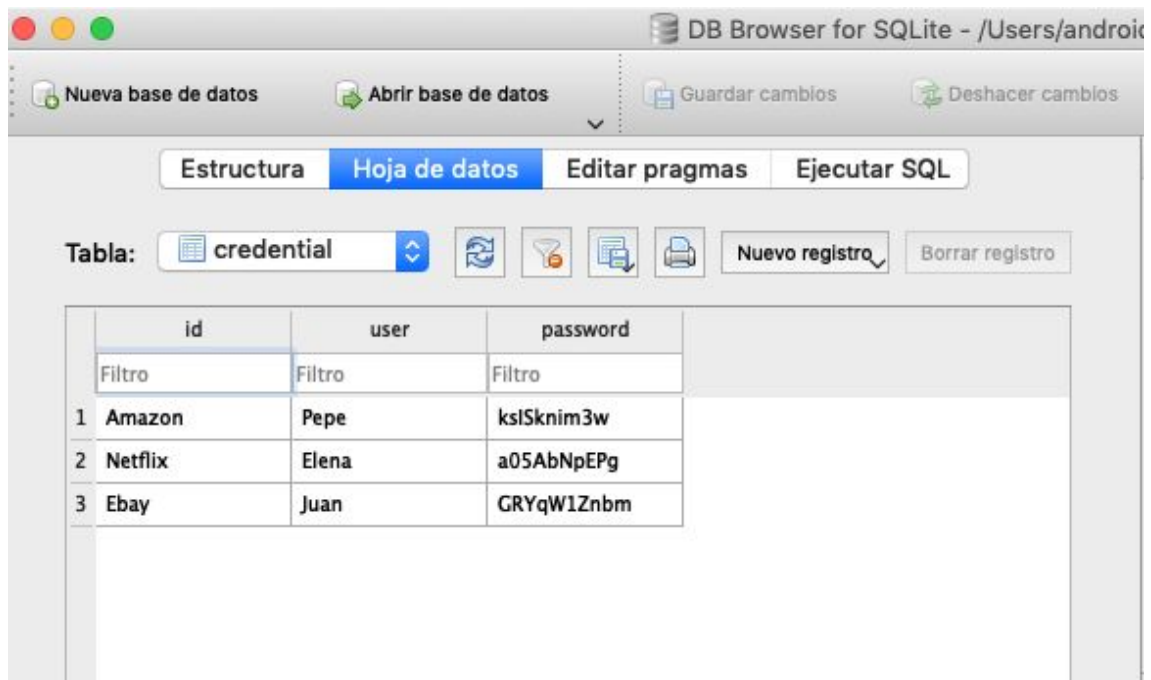 DB Browser for SQLite - /Users/android
Nueva base de datos Abrir base de datos Guardar cambios Deshacer cambios
Estructura Hoja de datos Editar pragmas Ejecutar SQL
Tabla: credential Nuevo registro Borrar registro
id user password
Filtro Filtro Filtro
1 Amazon Pepe kslSknim3w
2 Netflix Elena a05AbNpEPg
3 Ebay Juan GRYqW1Znbm